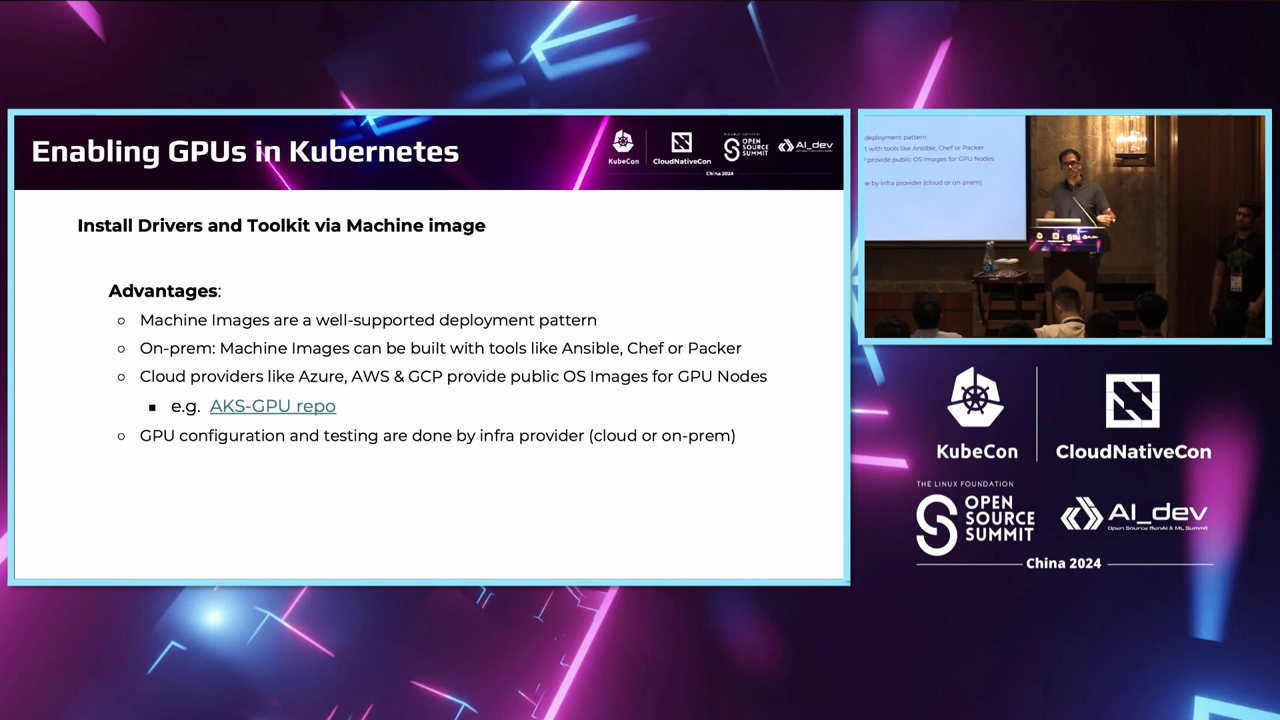 Enabling GPUs in Kubernetes
KubeCon
CloudNativeCon
OPEN
SOURCE
SUMMIT
AI_dev
China 2024
Install Drivers and Toolkit via Machine image
Advantages:
Machine Images are a well-supported deployment pattern
On-prem: Machine Images can be built with tools like Ansible, Chef or Packer
Cloud providers like Azure, AWS & GCP provide public OS Images for GPU Nodes
e.g. AKS-GPU repo
GPU configuration and testing are done by infra provider (cloud or on-prem)
deployment pattern
t with tools like Ansible, Chef or Packer
provide public OS Images for GPU Nodes
e by infra provider (cloud or on-prem)
KubeCon
CloudNativeCon
THE LINUX FOUNDATION
OPEN
SOURCE
SUMMIT
AI_dev
Open Source GenAI & ML Summit
China 2024